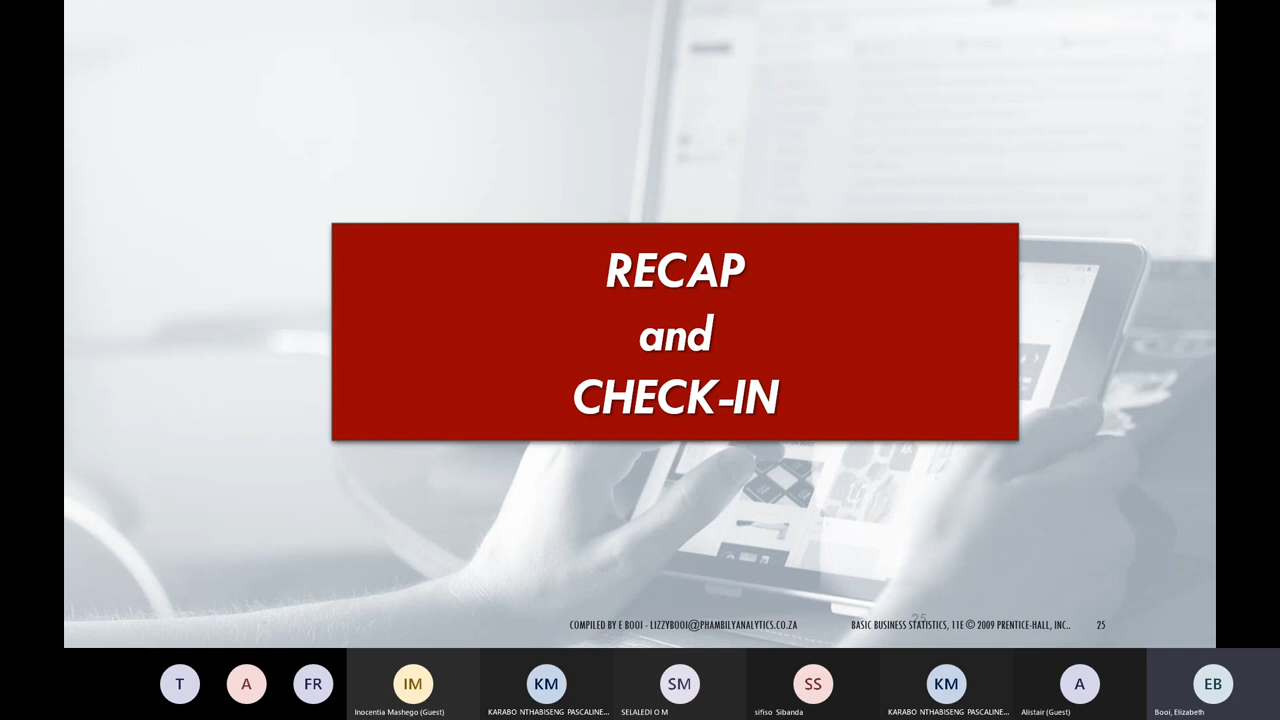 RECAP
and
CHECK-IN
25
COMPILED BY E BOOI - LIZZYBOOI@PHAMBILYANALYTICS.CO.ZA
BASIC BUSINESS STATISTICS, 11E © 2009 PRENTICE-HALL, INC..
25
T
A
FR
IM
KM
SM
SS
KM
A
EB
Inocentia Mashego (Guest)
KARABO NTHABISENG PASCALINE...
SELALEDI O M
sifiso Sibanda
KARABO NTHABISENG PASCALINE...
Alistair (Guest)
Booi, Elizabeth